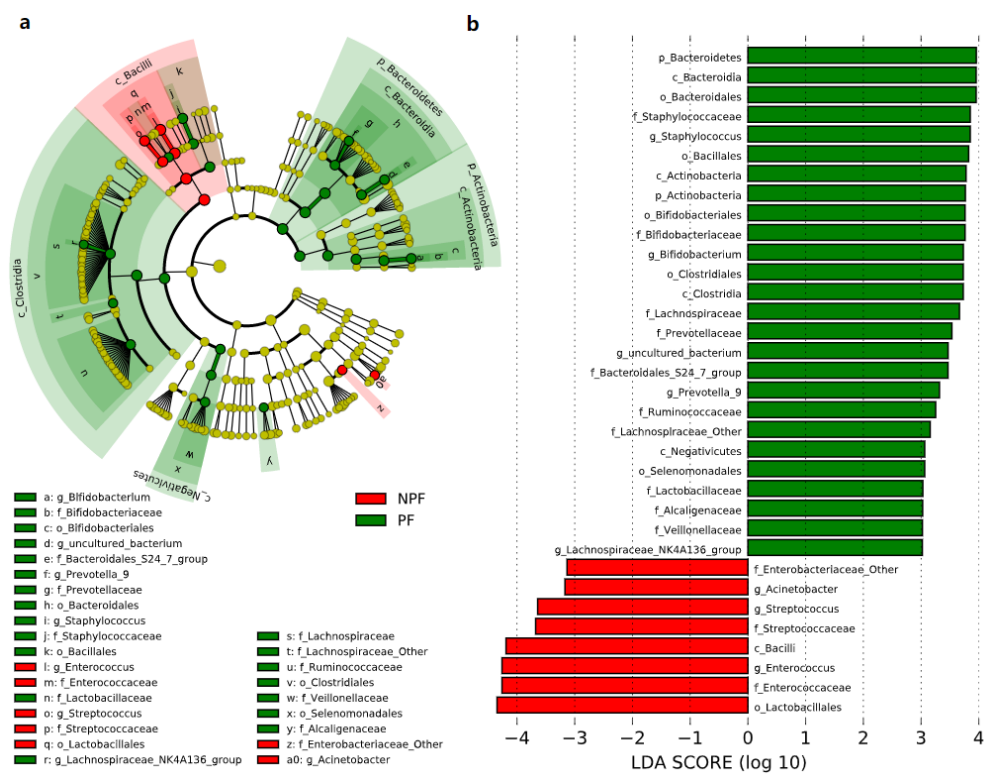 a
b
c_Bacilli
k
q
j
p n m
i
o
l
p_Bacteroidetes
c_Bacteroidia
h
g
f
e
d
p_Actinobacteria
c_Actinobacteria
c
b
a
c_Clostridia
s
r
v
t
u
a0
z
y
w
x
c_Negativicutes
a: g_Bifidobacterium
b: f_Bifidobacteriaceae
c: o_Bifidobacteriales
d: g_uncultured_bacterium
e: f_Bacteroidales_S24_7_group
f: g_Prevotella_9
g: f_Prevotellaceae
h: o_Bacteroidales
i: g_Staphylococcus
j: f_Staphylococcaceae
k: o_Bacillales
l: g_Enterococcus
m: f_Enterococcaceae
n: f_Lactobacillaceae
o: g_Streptococcus
p: f_Streptococcaceae
q: o_Lactobacillales
r: g_Lachnospiraceae_NK4A136_group
s: f_Lachnospiraceae
t: f_Lachnospiraceae_Other
u: f_Ruminococcaceae
v: o_Clostridiales
w: f_Veillonellaceae
x: o_Selenomonadales
y: f_Alcaligenaceae
z: f_Enterobacteriaceae_Other
a0: g_Acinetobacter
NPF
PF
p_Bacteroidetes
c_Bacteroidia
o_Bacteroidales
f_Staphylococcaceae
g_Staphylococcus
o_Bacillales
c_Actinobacteria
p_Actinobacteria
o_Bifidobacteriales
f_Bifidobacteriaceae
g_Bifidobacterium
o_Clostridiales
c_Clostridia
f_Lachnospiraceae
f_Prevotellaceae
g_uncultured_bacterium
f_Bacteroidales_S24_7_group
g_Prevotella_9
f_Ruminococcaceae
f_Lachnospiraceae_Other
c_Negativicutes
o_Selenomonadales
f_Lactobacillaceae
f_Alcaligenaceae
f_Veillonellaceae
g_Lachnospiraceae_NK4A136_group
f_Enterobacteriaceae_Other
g_Acinetobacter
g_Streptococcus
f_Streptococcaceae
c_Bacilli
g_Enterococcus
f_Enterococcaceae
o_Lactobacillales
−4 −3 −2 −1 0 1 2 3 4
LDA SCORE (log 10)